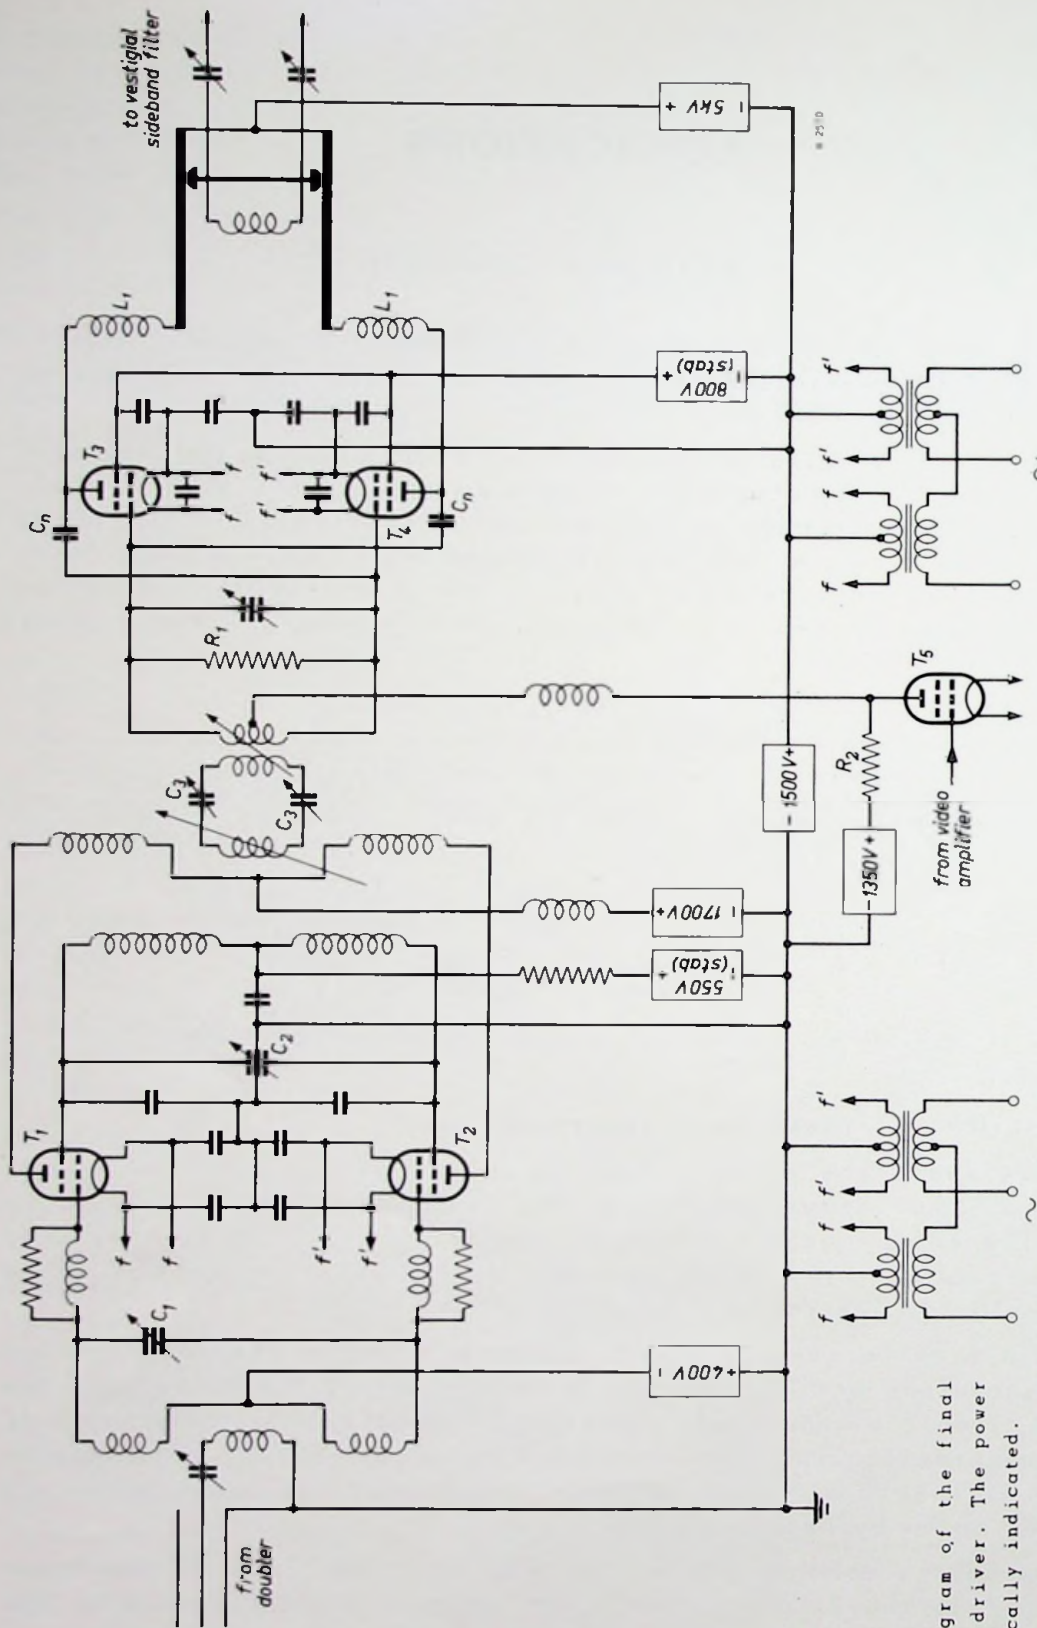 to vestigial
sideband filter
L₁
L₁
T₃
Cₙ
T₄
Cₙ
f
f
f'
f'
R₁
C₃
C₃
C₂
T₁
T₂
f
f
f'
f'
C₁
from
doubler
- 400V +
550V
(stab)
+ -
- 1700V+
- 1500V+
800V
(stab)
+ -
- 5kV +
R₂
-1350V+
T₅
from video
amplifier
f
f
f'
f'
~
f
f
f'
f'
gram of the final
driver. The power
cally indicated.